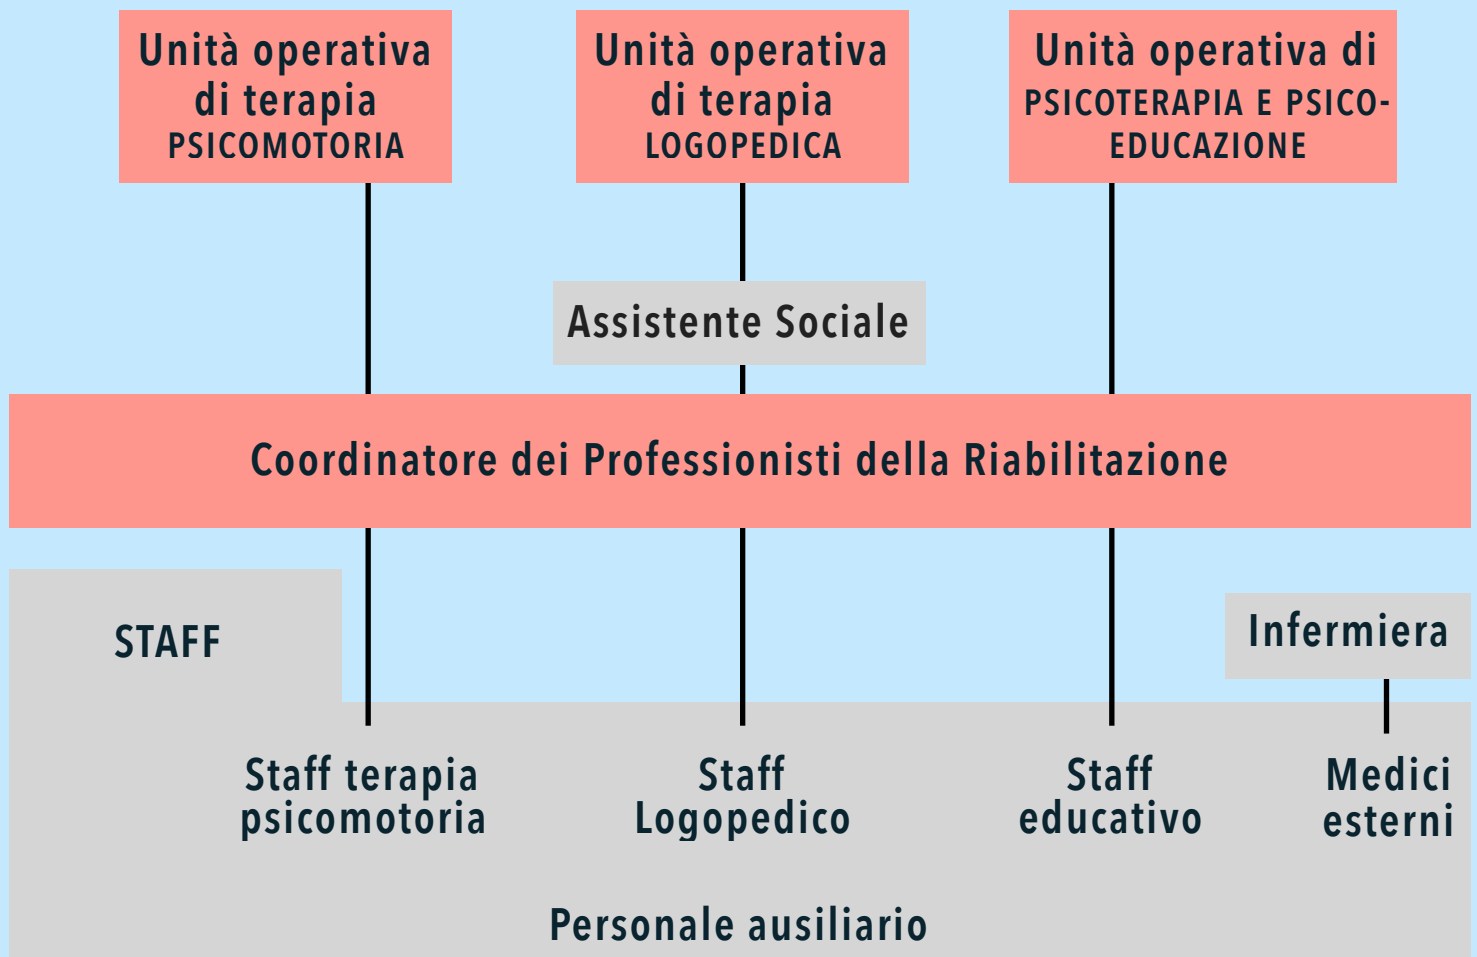 Unità operativa
di terapia
PSICOMOTORIA
Unità operativa
di terapia
LOGOPEDICA
Unità operativa di
PSICOTERAPIA E PSICO-
EDUCAZIONE
Assistente Sociale
Coordinatore dei Professionisti della Riabilitazione
STAFF
Infermiera
Staff terapia
psicomotoria
Staff
Logopedico
Staff
educativo
Medici
esterni
Personale ausiliario